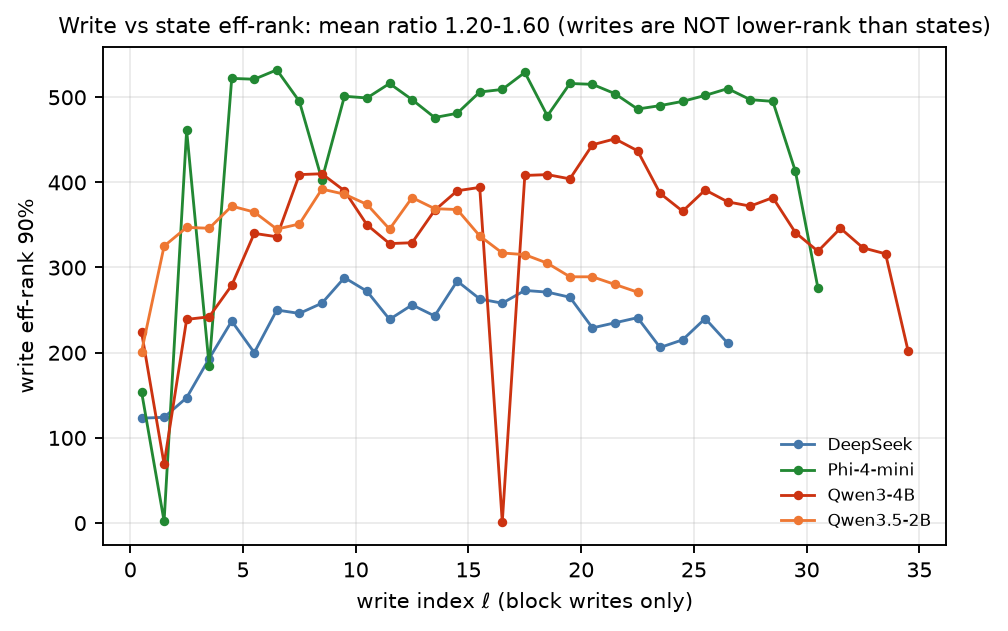 Write vs state eff-rank: mean ratio 1.20-1.60 (writes are NOT lower-rank than states)
write eff-rank 90%
500
400
300
200
100
0
DeepSeek
Phi-4-mini
Qwen3-4B
Qwen3.5-2B
0 5 10 15 20 25 30 35
write index ℓ (block writes only)